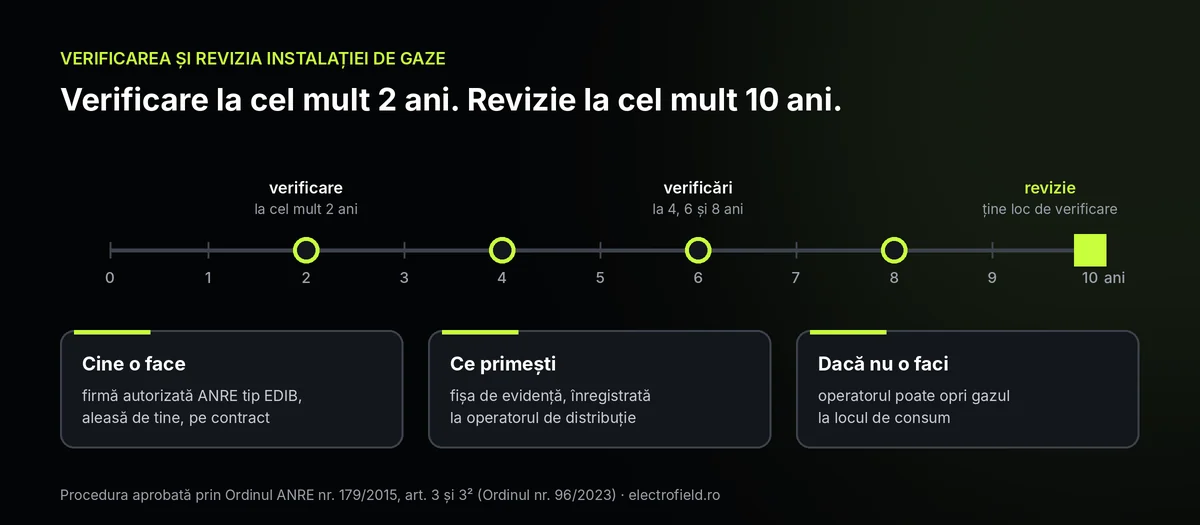 VERIFICAREA ȘI REVIZIA INSTALAȚIEI DE GAZE
Verificare la cel mult 2 ani. Revizie la cel mult 10 ani.
verificare
la cel mult 2 ani
verificări
la 4, 6 și 8 ani
revizie
ține loc de verificare
0 1 2 3 4 5 6 7 8 9 10 ani
Cine o face
firmă autorizată ANRE tip EDIB,
aleasă de tine, pe contract
Ce primești
fișa de evidență, înregistrată
la operatorul de distribuție
Dacă nu o faci
operatorul poate opri gazul
la locul de consum
Procedura aprobată prin Ordinul ANRE nr. 179/2015, art. 3 și 3² (Ordinul nr. 96/2023) · electrofield.ro